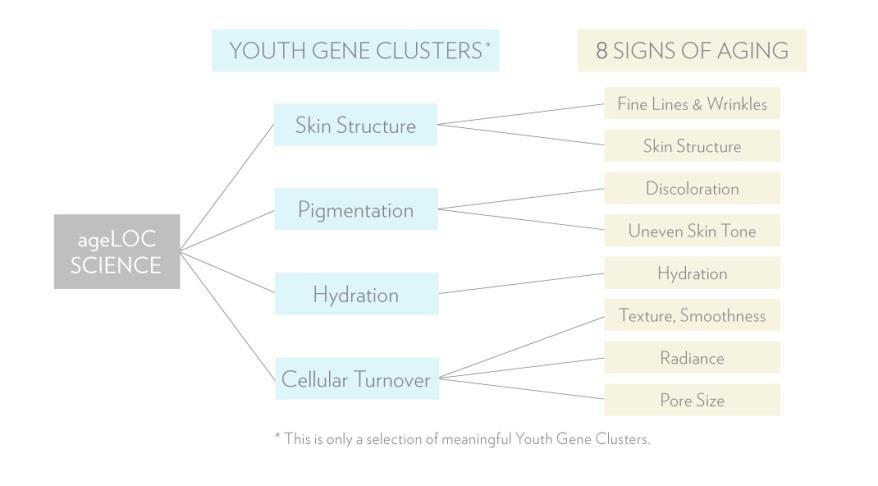 YOUTH GENE CLUSTERS*
8 SIGNS OF AGING
ageLOC
SCIENCE
Skin Structure
Pigmentation
Hydration
Cellular Turnover
Fine Lines & Wrinkles
Skin Structure
Discoloration
Uneven Skin Tone
Hydration
Texture, Smoothness
Radiance
Pore Size
* This is only a selection of meaningful Youth Gene Clusters.